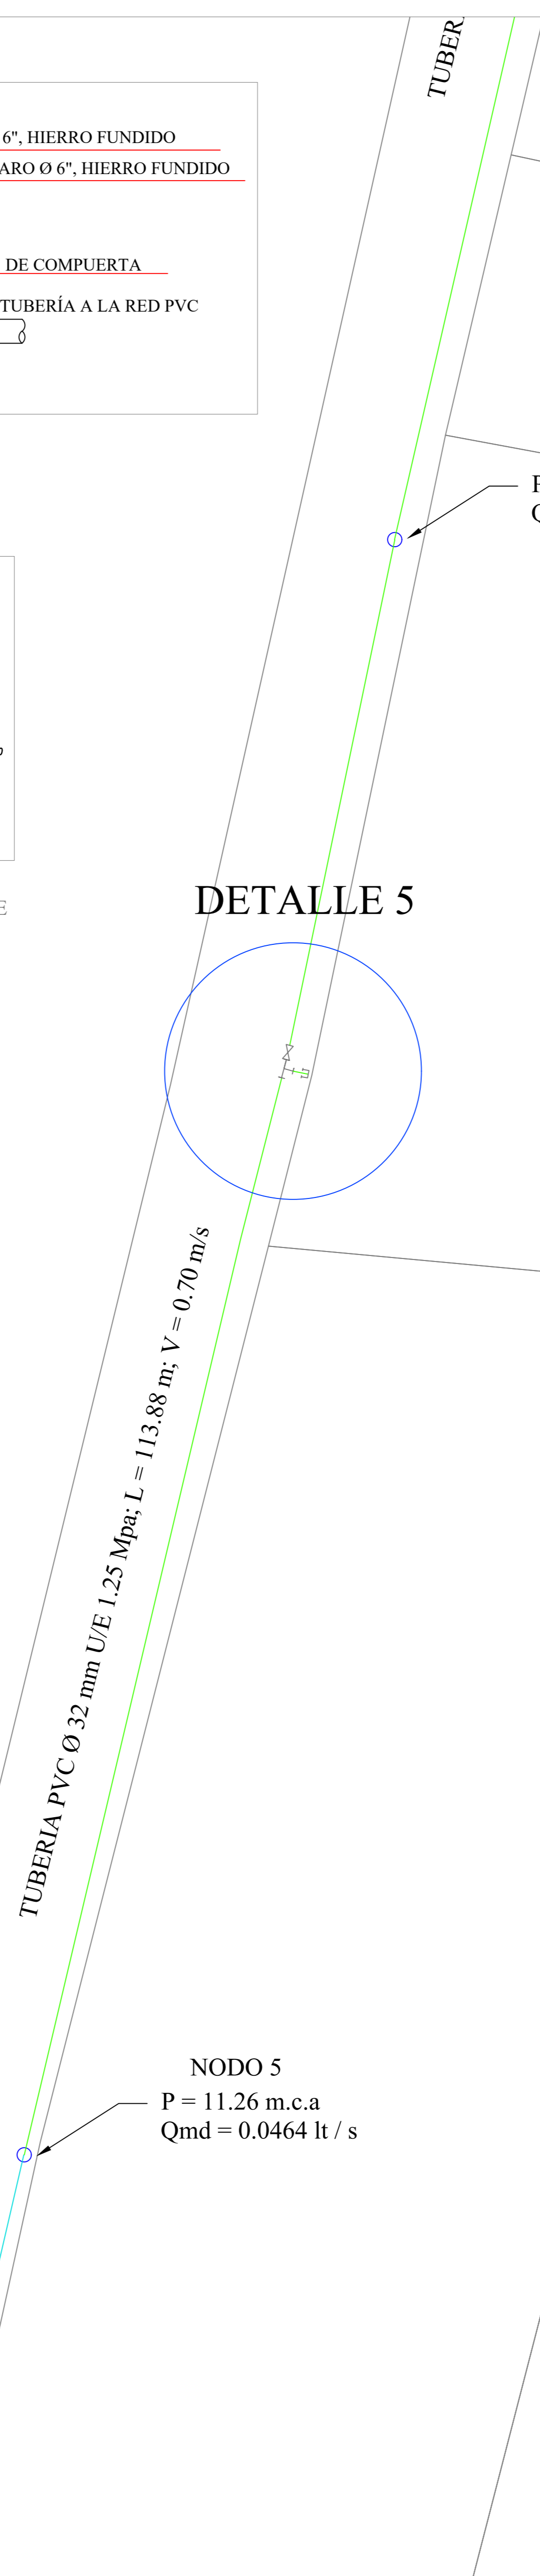 6", HIERRO FUNDIDO
ARO Ø 6", HIERRO FUNDIDO
DE COMPUERTA
TUBERÍA A LA RED PVC
DETALLE 5
TUBERIA PVC Ø 32 mm U/E 1.25 Mpa; L = 113.88 m; V = 0.70 m/s
NODO 5
P = 11.26 m.c.a
Qmd = 0.0464 lt / s